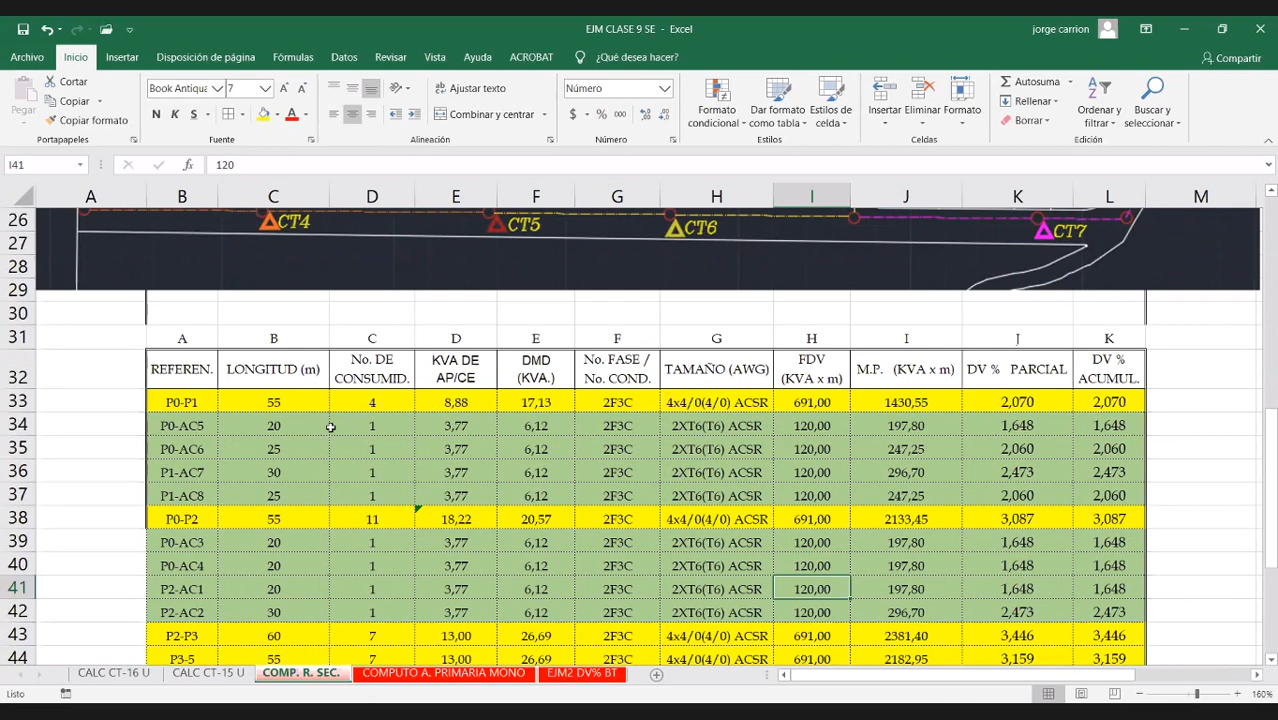 EJM CLASE 9 SE - Excel
jorge carrion
Archivo Inicio Insertar Disposición de página Fórmulas Datos Revisar Vista Ayuda ACROBAT ¿Qué desea hacer? Compartir
Pegar
Cortar
Copiar
Copiar formato
Portapapeles
Book Antiqua 7
N K S
Fuente
Ajustar texto
Combinar y centrar
Alineación
Número
$ % 000
Número
Formato condicional
Dar formato como tabla
Estilos de celda
Estilos
Insertar Eliminar Formato
Celdas
Autosuma
Rellenar
Borrar
Ordenar y filtrar
Buscar y seleccionar
Edición
I41 fx 120
A B C D E F G H I J K L M
26 CT4 CT5 CT6 CT7
27
28
29
30
31 A B C D E F G H I J K
32 REFEREN. LONGITUD (m) No. DE CONSUMID. KVA DE AP/CE DMD (KVA.) No. FASE / No. COND. TAMAÑO (AWG) FDV (KVA x m) M.P. (KVA x m) DV % PARCIAL DV % ACUMUL.
33 P0-P1 55 4 8,88 17,13 2F3C 4x4/0(4/0) ACSR 691,00 1430,55 2,070 2,070
34 P0-AC5 20 1 3,77 6,12 2F3C 2XT6(T6) ACSR 120,00 197,80 1,648 1,648
35 P0-AC6 25 1 3,77 6,12 2F3C 2XT6(T6) ACSR 120,00 247,25 2,060 2,060
36 P1-AC7 30 1 3,77 6,12 2F3C 2XT6(T6) ACSR 120,00 296,70 2,473 2,473
37 P1-AC8 25 1 3,77 6,12 2F3C 2XT6(T6) ACSR 120,00 247,25 2,060 2,060
38 P0-P2 55 11 18,22 20,57 2F3C 4x4/0(4/0) ACSR 691,00 2133,45 3,087 3,087
39 P0-AC3 20 1 3,77 6,12 2F3C 2XT6(T6) ACSR 120,00 197,80 1,648 1,648
40 P0-AC4 20 1 3,77 6,12 2F3C 2XT6(T6) ACSR 120,00 197,80 1,648 1,648
41 P2-AC1 20 1 3,77 6,12 2F3C 2XT6(T6) ACSR 120,00 197,80 1,648 1,648
42 P2-AC2 30 1 3,77 6,12 2F3C 2XT6(T6) ACSR 120,00 296,70 2,473 2,473
43 P2-P3 60 7 13,00 26,69 2F3C 4x4/0(4/0) ACSR 691,00 2381,40 3,446 3,446
44 P3-5 55 7 13,00 26,69 2F3C 4x4/0(4/0) ACSR 691,00 2182,95 3,159 3,159
CALC CT-16 U CALC CT-15 U COMP. R. SEC. COMPUTO A. PRIMARIA MONO EJM2 DV% BT
Listo
160%